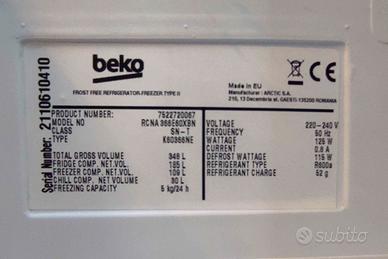 beko
FROST FREE REFRIGERATOR-FREEZER TYPE II
Made in EU
Manufacturer : ARCTIC S.A.
210, 13 Decembrie st. GAESTI-135200 ROMANIA
Serial Number: 2110610410
PRODUCT NUMBER: 7522720067
MODEL NO RCNA 366E60XBN
CLASS SN-T
TYPE K60366NE
TOTAL GROSS VOLUME : 348 L
FRIDGE COMP. NET VOL. : 185 L
FREEZER COMP. NET VOL. : 109 L
CHILL COMP. NET VOL. : 30 L
FREEZING CAPACITY : 5 kg/24 h
VOLTAGE : 220-240 V
FREQUENCY : 50 Hz
WATTAGE : 125 W
CURRENT : 0.8 A
DEFROST WATTAGE : 115 W
REFRIGERANT TYPE : R600a
REFRIGERANT CHARGE : 52 g
subito